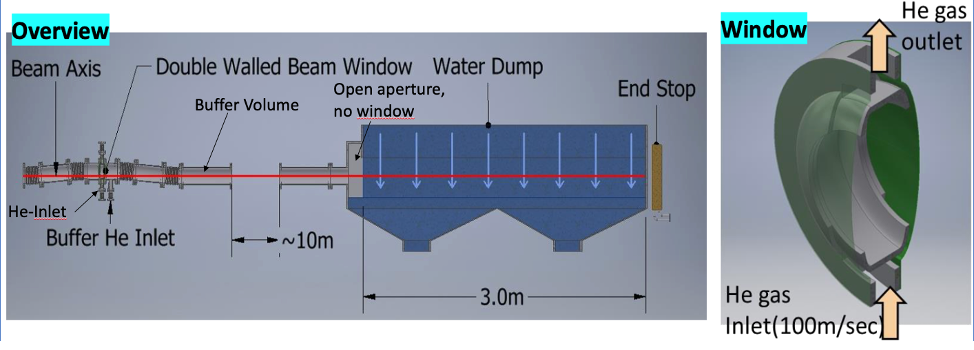 Overview
Beam Axis
Double Walled Beam Window
Water Dump
Buffer Volume
Open aperture,
no window
End Stop
He-Inlet
Buffer He Inlet
~10m
3.0m
Window
He gas
outlet
He gas
Inlet(100m/sec)